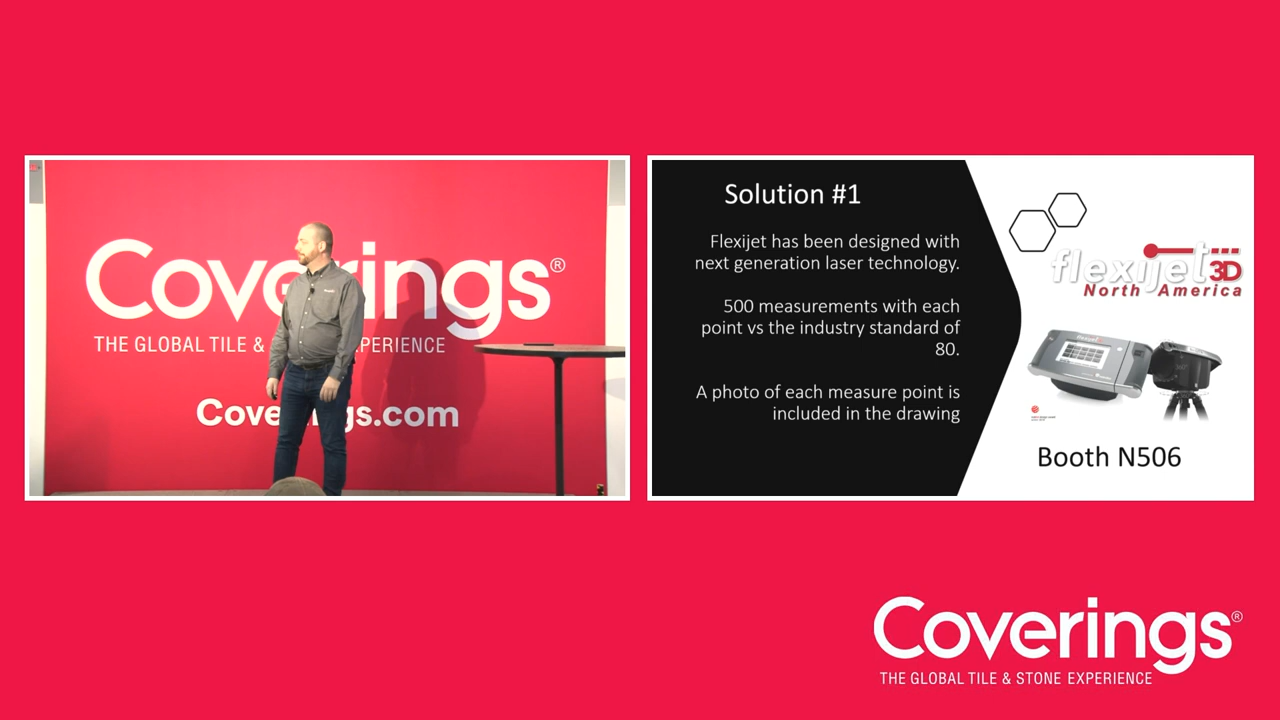 Coverings®
THE GLOBAL TILE & EXPERIENCE
Coverings.com
Solution #1
Flexijet has been designed with
next generation laser technology.
500 measurements with each
point vs the industry standard of
80.
A photo of each measure point is
included in the drawing
flexijet
3D
North America
Booth N506
Coverings®
THE GLOBAL TILE & STONE EXPERIENCE